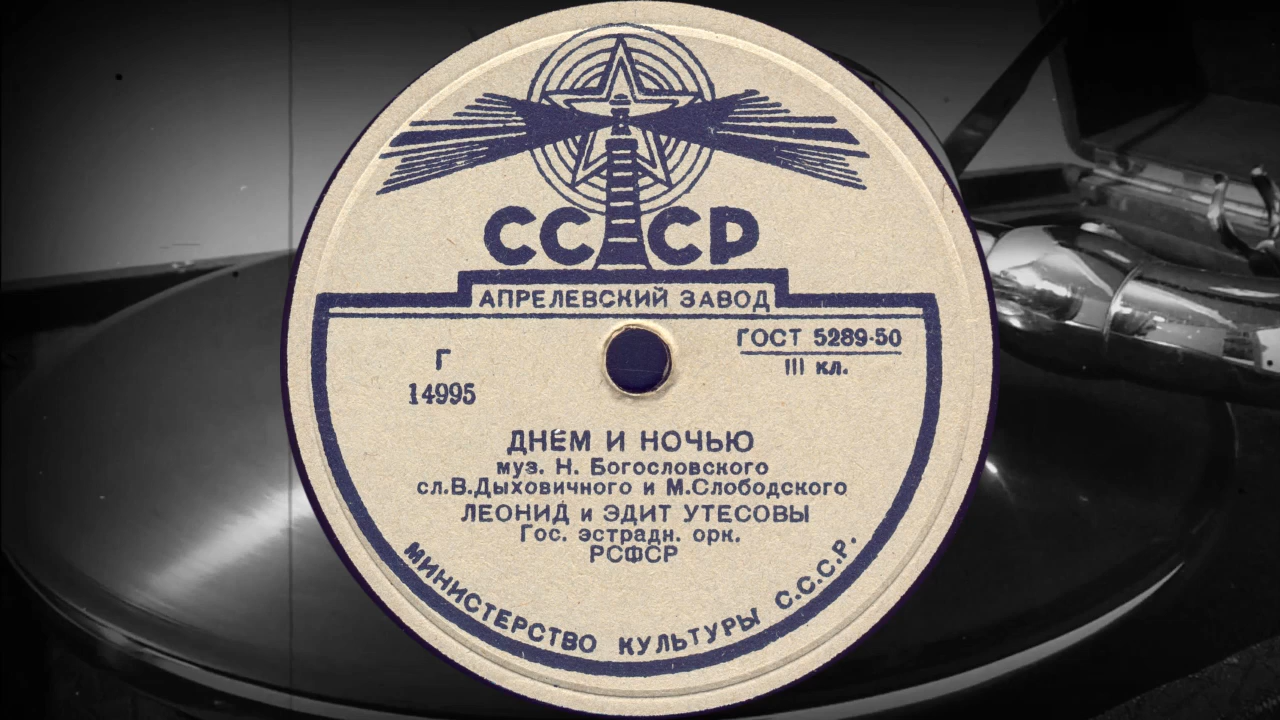 СССР
АПРЕЛЕВСКИЙ ЗАВОД
Г
14995
ГОСТ 5289-50
III кл.
ДНЕМ И НОЧЬЮ
муз. Н. Богословского
сл.В.Дыховичного и М.Слободского
ЛЕОНИД и ЭДИТ УТЕСОВЫ
Гос. эстрадн. орк.
РСФСР
МИНИСТЕРСТВО КУЛЬТУРЫ С.С.С.Р.